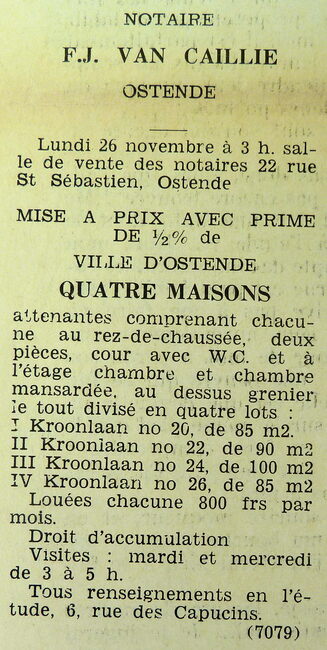 NOTAIRE
F.J. VAN CAILLIE
OSTENDE
Lundi 26 novembre à 3 h. sal-
le de vente des notaires 22 rue
St Sébastien, Ostende
MISE A PRIX AVEC PRIME
DE ½% de
VILLE D'OSTENDE
QUATRE MAISONS
attenantes comprenant chacu-
ne au rez-de-chaussée, deux
pièces, cour avec W.C. et à
l'étage chambre et chambre
mansardée, au dessus grenier
le tout divisé en quatre lots :
I Kroonlaan no 20, de 85 m2.
II Kroonlaan no 22, de 90 m2
III Kroonlaan no 24, de 100 m2
IV Kroonlaan no 26, de 85 m2
Louées chacune 800 frs par
mois.
Droit d'accumulation
Visites : mardi et mercredi
de 3 à 5 h.
Tous renseignements en l'é-
tude, 6, rue des Capucins.
(7079)